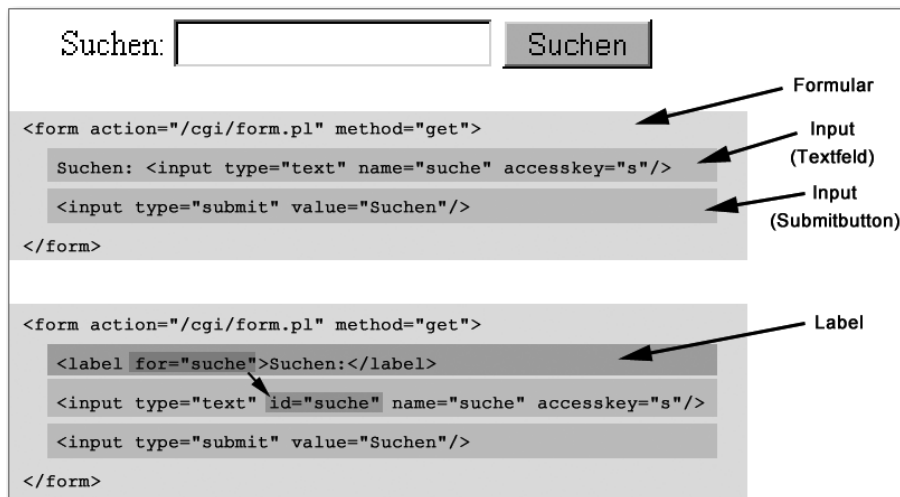 Suchen: Suchen
Formular
<form action="/cgi/form.pl" method="get">
Input
(Textfeld)
Suchen: <input type="text" name="suche" accesskey="s"/>
Input
(Submitbutton)
<input type="submit" value="Suchen"/>
</form>
<form action="/cgi/form.pl" method="get">
Label
<label for="suche">Suchen:</label>
<input type="text" id="suche" name="suche" accesskey="s"/>
<input type="submit" value="Suchen"/>
</form>